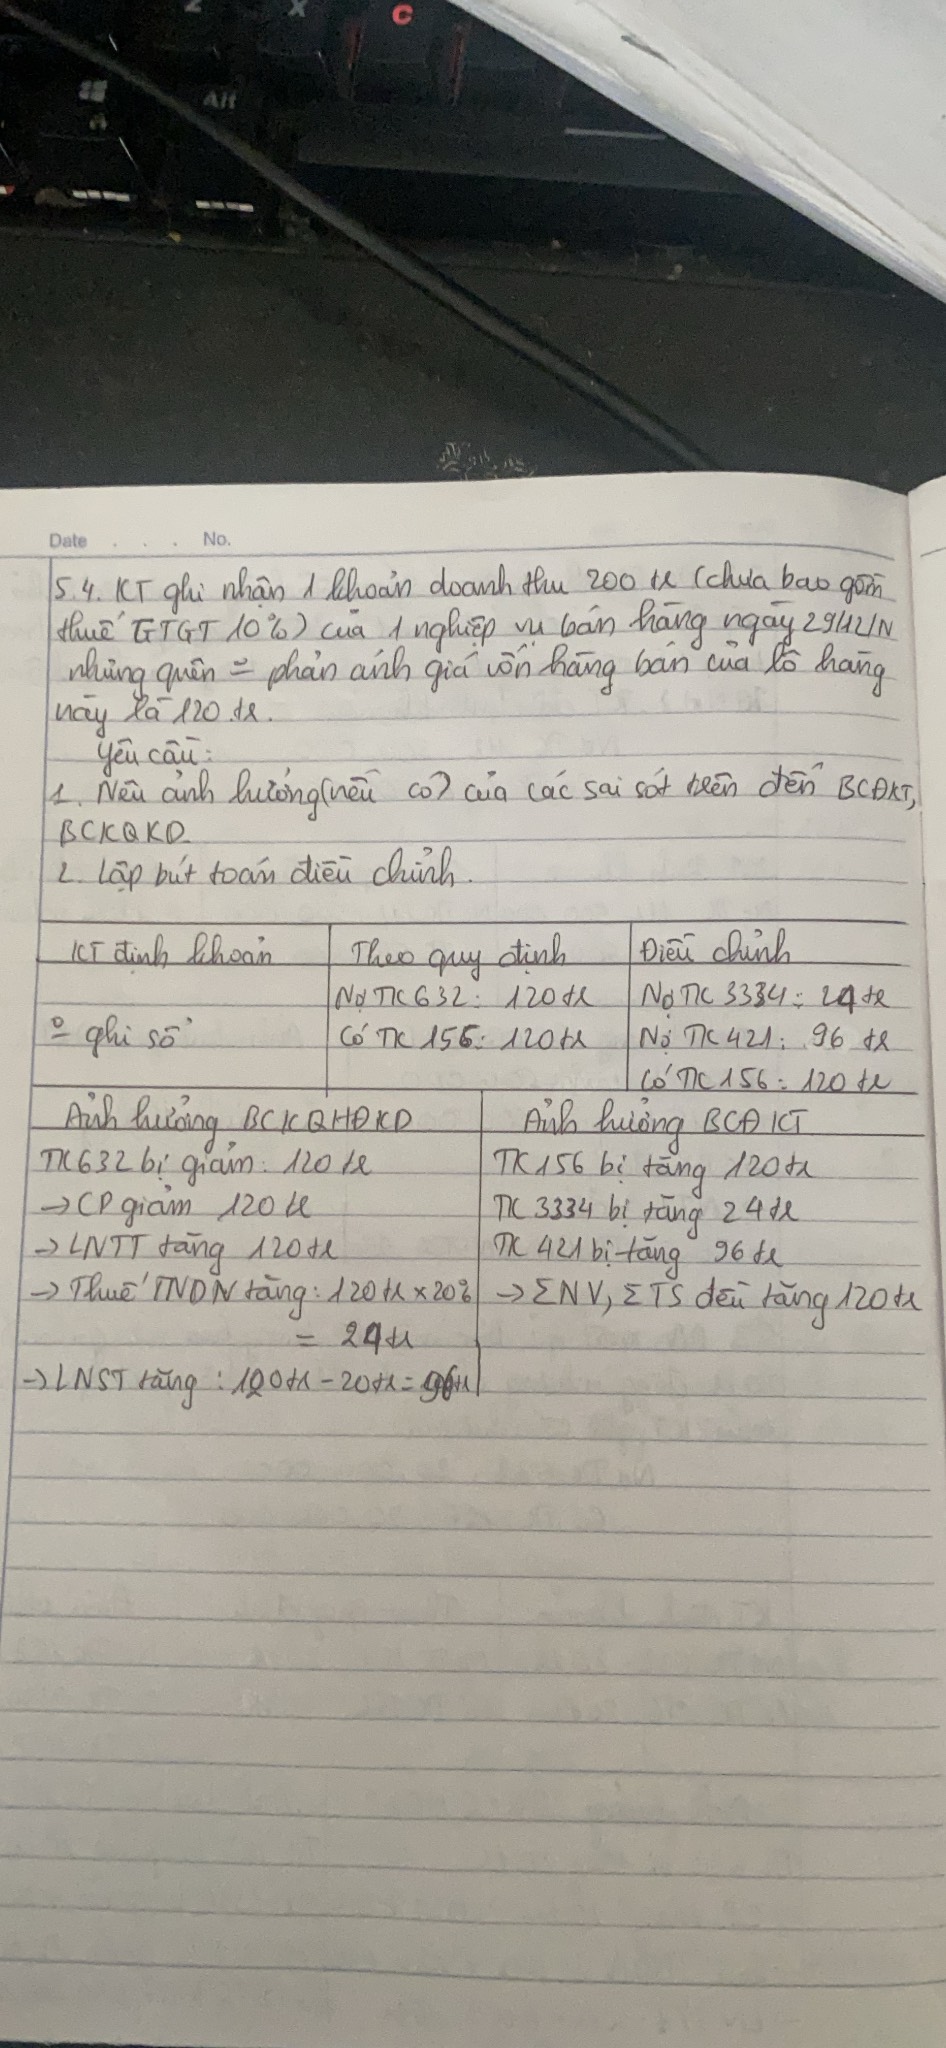 Z X C
Alt
Date . . . No.
5.4. KT ghi nhận 1 khoản doanh thu 200 tr (chưa bao gồm
thuế GTGT 10%) của 1 nghiệp vụ bán hàng ngày 29/12/N
nhưng quên = phản ánh giá vốn hàng bán của lô hàng
này là 120 tr.
Yêu cầu:
1. Nêu ảnh hưởng (nếu có) của các sai sót trên đến BCĐKT,
BCKQKD.
2. Lập bút toán điều chỉnh.
KT định khoản Theo quy định Điều chỉnh
Nợ TK 632: 120 tr Nợ TK 3334: 24 tr
ghi sổ Có TK 156: 120 tr Nợ TK 421: 96 tr
Có TK 156: 120 tr
Ảnh hưởng BCKQHĐKD Ảnh hưởng BCĐKT
TK 632 bị giảm: 120 tr TK 156 bị tăng 120 tr
→ CP giảm 120 tr TK 3334 bị tăng 24 tr
→ LNTT tăng 120 tr TK 421 bị tăng 96 tr
→ Thuế TNDN tăng: 120 tr x 20% → ΣNV, ΣTS đều tăng 120 tr
= 24 tr
→ LNST tăng: 120 tr - 20 tr = 96 tr